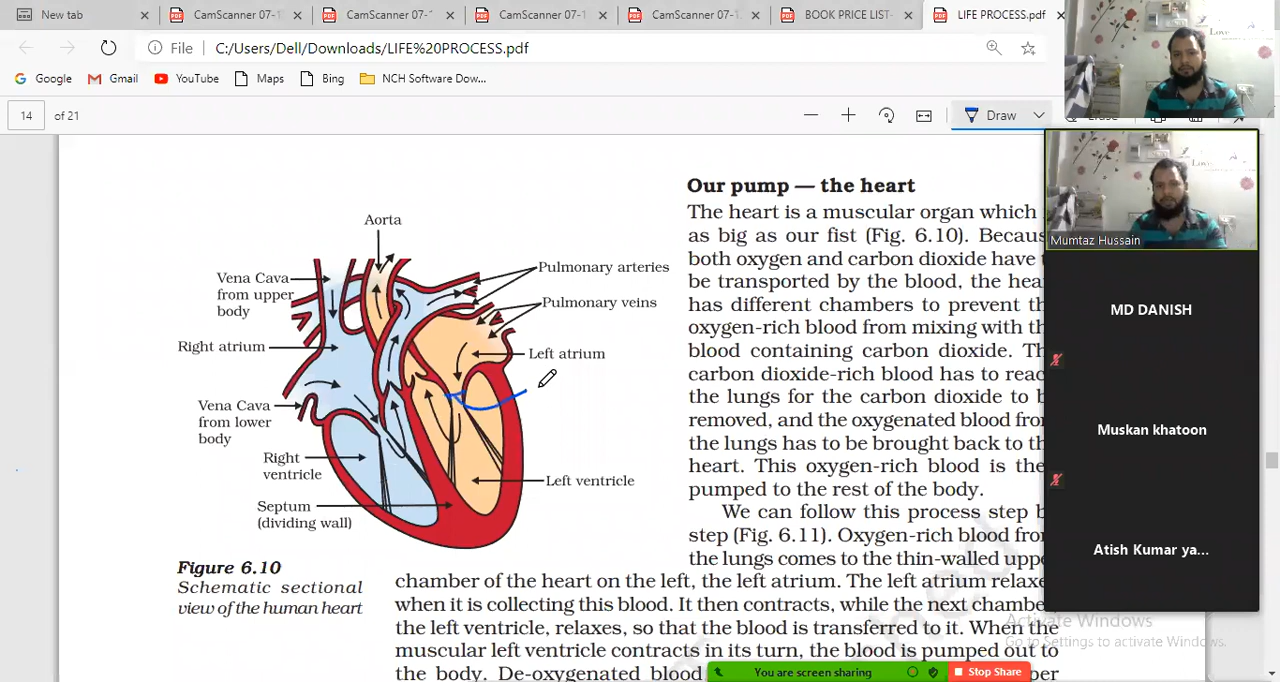 New tab
CamScanner 07-1
CamScanner 07-1
CamScanner 07-1
CamScanner 07-1
BOOK PRICE LIST-
LIFE PROCESS.pdf
File
C:/Users/Dell/Downloads/LIFE%20PROCESS.pdf
Google
Gmail
YouTube
Maps
Bing
NCH Software Dow...
14
of 21
Draw
Love
Love
Mumtaz Hussain
MD DANISH
Muskan khatoon
Atish Kumar ya...
Aorta
Vena Cava
from upper
body
Pulmonary arteries
Pulmonary veins
Right atrium
Left atrium
Vena Cava
from lower
body
Right
ventricle
Left ventricle
Septum
(dividing wall)
Figure 6.10
Schematic sectional
view of the human heart
Our pump — the heart
The heart is a muscular organ which
as big as our fist (Fig. 6.10). Becaus
both oxygen and carbon dioxide have t
be transported by the blood, the hear
has different chambers to prevent th
oxygen-rich blood from mixing with th
blood containing carbon dioxide. Th
carbon dioxide-rich blood has to reac
the lungs for the carbon dioxide to b
removed, and the oxygenated blood from
the lungs has to be brought back to th
heart. This oxygen-rich blood is the
pumped to the rest of the body.
We can follow this process step b
step (Fig. 6.11). Oxygen-rich blood from
the lungs comes to the thin-walled uppe
chamber of the heart on the left, the left atrium. The left atrium relaxe
when it is collecting this blood. It then contracts, while the next chambe
the left ventricle, relaxes, so that the blood is transferred to it. When the
muscular left ventricle contracts in its turn, the blood is pumped out to
the body. De-oxygenated blood
per
Activate Windows
Go to Settings to activate Windows.
You are screen sharing
Stop Share